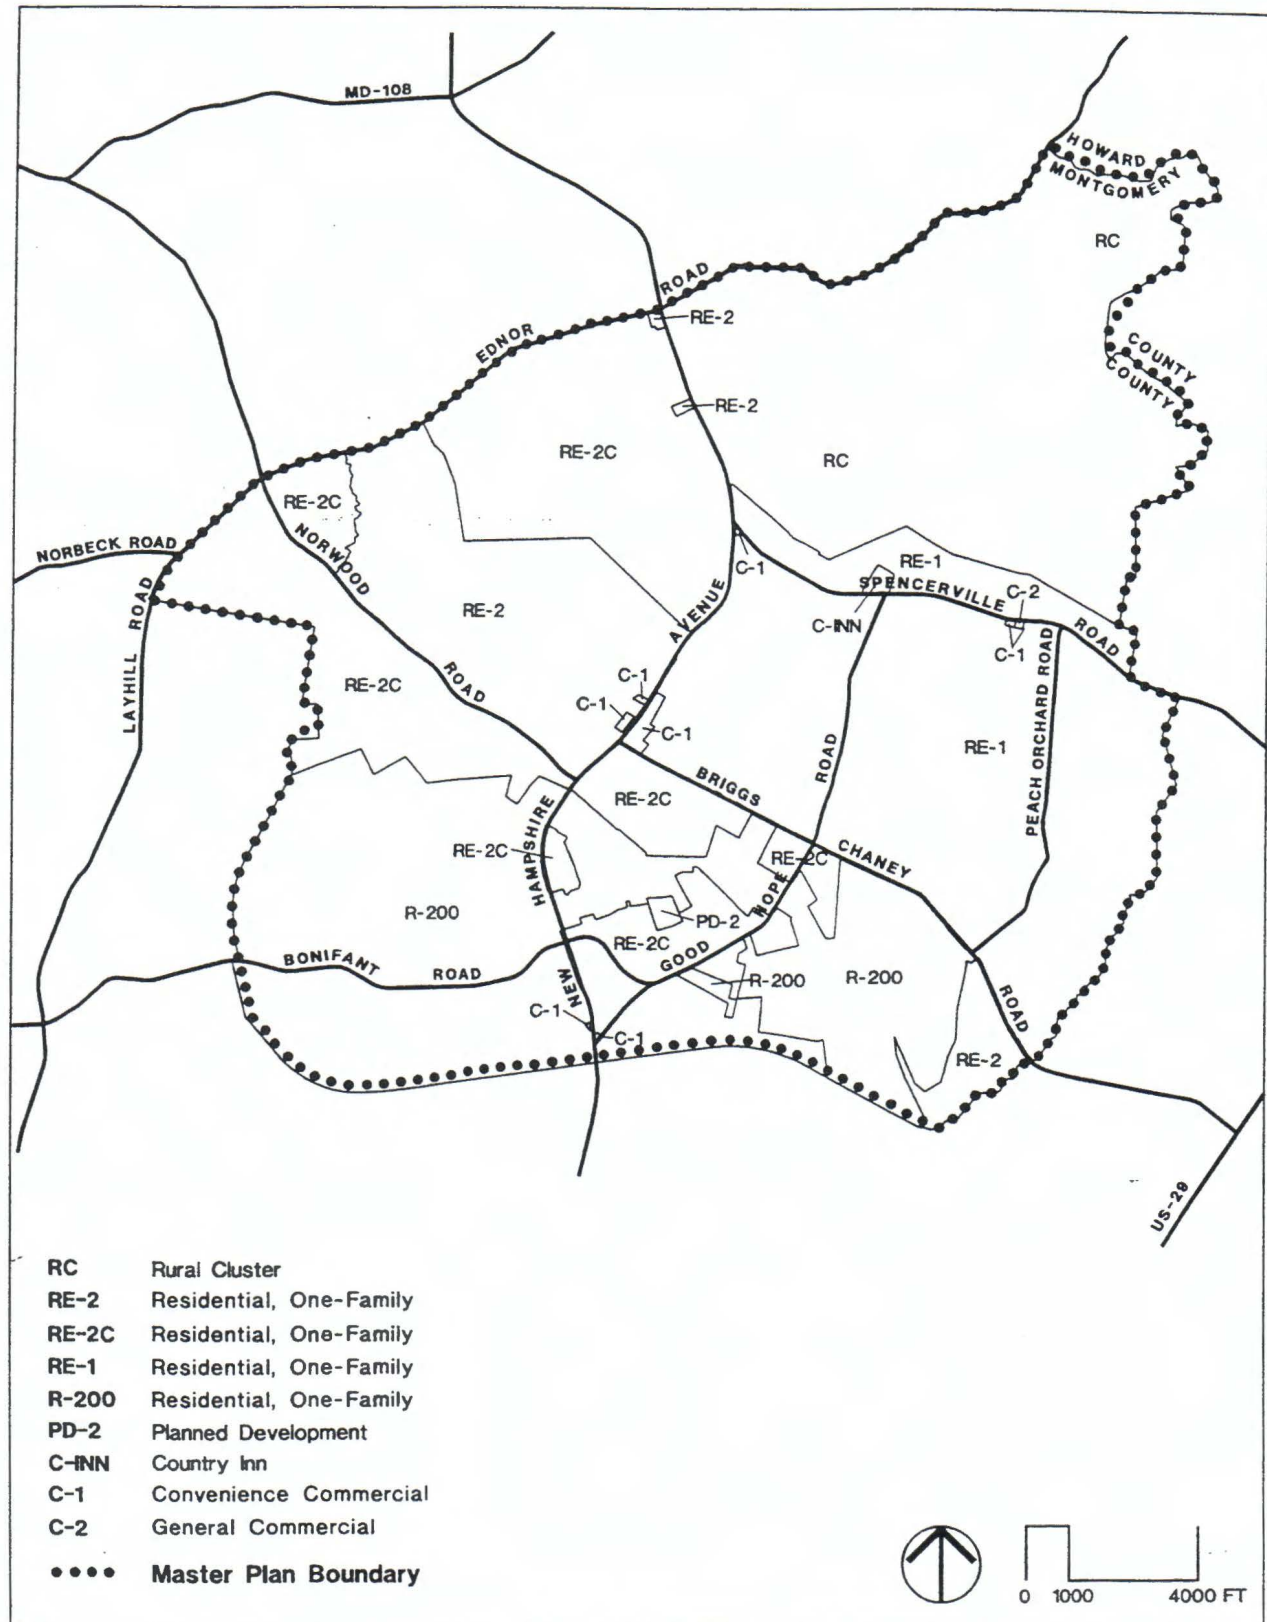 MD-108
HOWARD
MONTGOMERY
RC
ROAD
RE-2
EDNOR
COUNTY
COUNTY
RE-2
RE-2C
RC
RE-2C
NORWOOD
NORBECK ROAD
C-1
RE-1
SPENCERVILLE
C-2
LAYHILL ROAD
RE-2
AVENUE
C-INN
C-1
ROAD
RE-2C
ROAD
C-1
C-1
C-1
ROAD
RE-1
PEACH ORCHARD ROAD
BRIGGS
RE-2C
HAMPSHIRE
RE-2C
RE-2C
CHANEY
R-200
HOPE
PD-2
RE-2C
GOOD
BONIFANT
ROAD
NEW
R-200
R-200
ROAD
C-1
C-1
RE-2
US-29
RC Rural Cluster
RE-2 Residential, One-Family
RE-2C Residential, One-Family
RE-1 Residential, One-Family
R-200 Residential, One-Family
PD-2 Planned Development
C-INN Country Inn
C-1 Convenience Commercial
C-2 General Commercial
Master Plan Boundary
0 1000 4000 FT